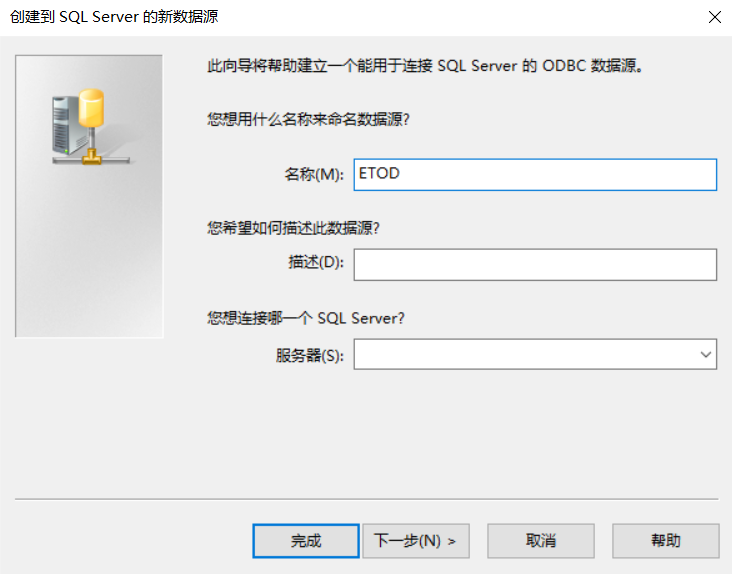 创建到 SQL Server 的新数据源
此向导将帮助建立一个能用于连接 SQL Server 的 ODBC 数据源。
您想用什么名称来命名数据源?
名称(M): ETOD
您希望如何描述此数据源?
描述(D):
您想连接哪一个 SQL Server?
服务器(S):
完成 下一步(N) > 取消 帮助